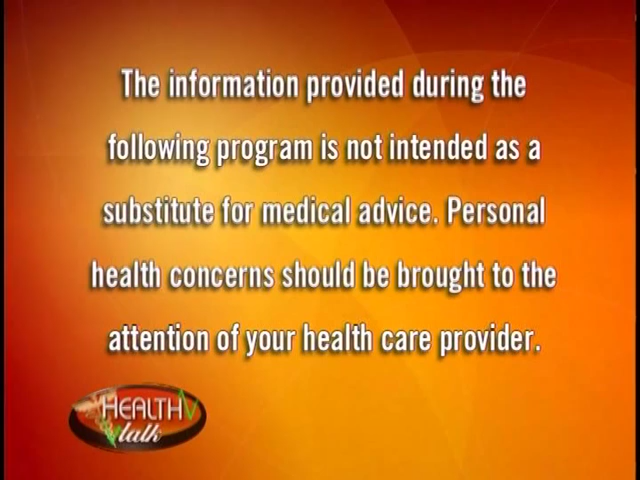 The information provided during the
following program is not intended as a
substitute for medical advice. Personal
health concerns should be brought to the
attention of your health care provider.
HEALTH
talk